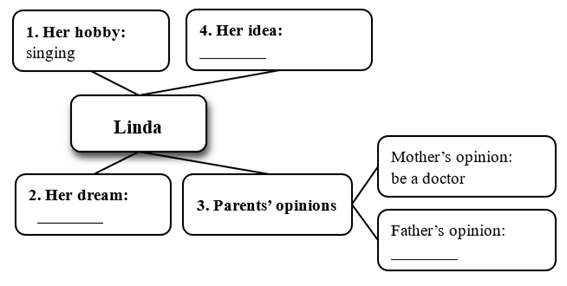 1. Her hobby:
singing
4. Her idea:
________
Linda
2. Her dream:
________
3. Parents’ opinions
Mother’s opinion:
be a doctor
Father’s opinion:
________